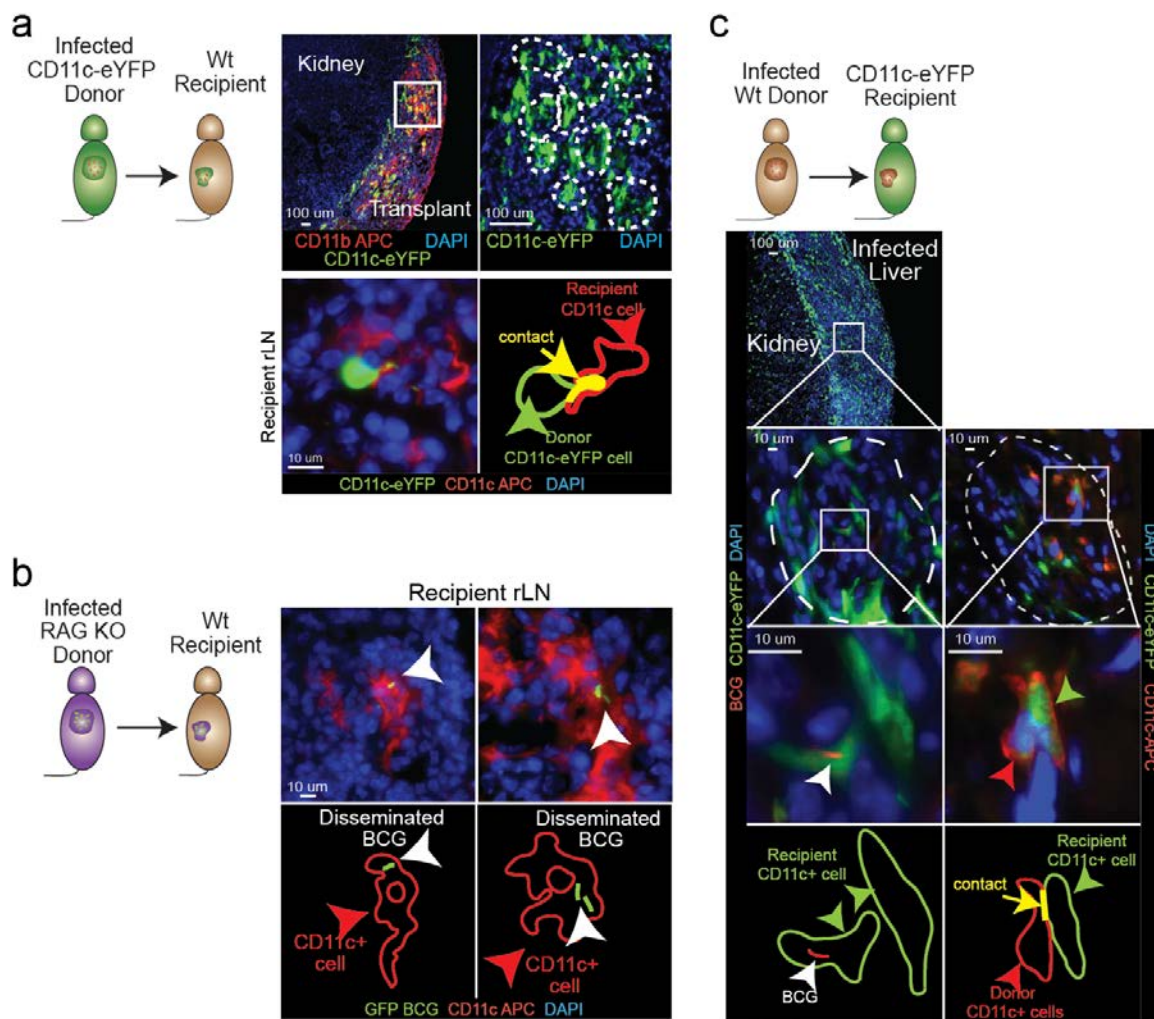 a
Infected
CD11c-eYFP
Donor
Wt
Recipient
Kidney
Transplant
100 um
CD11b APC DAPI
CD11c-eYFP
100 um
CD11c-eYFP DAPI
Recipient rLN
10 um
Recipient
CD11c cell
contact
Donor
CD11c-eYFP cell
CD11c-eYFP CD11c APC DAPI
b
Infected
RAG KO
Donor
Wt
Recipient
Recipient rLN
10 um
Disseminated
BCG
CD11c+
cell
Disseminated
BCG
CD11c+
cell
GFP BCG CD11c APC DAPI
c
Infected
Wt Donor
CD11c-eYFP
Recipient
100 um
Infected
Liver
Kidney
10 um
10 um
BCG CD11c-eYFP DAPI
DAPI CD11c-eYFP CD11c-APC
10 um
10 um
Recipient
CD11c+ cell
BCG
Recipient
CD11c+ cell
contact
Donor
CD11c+ cells